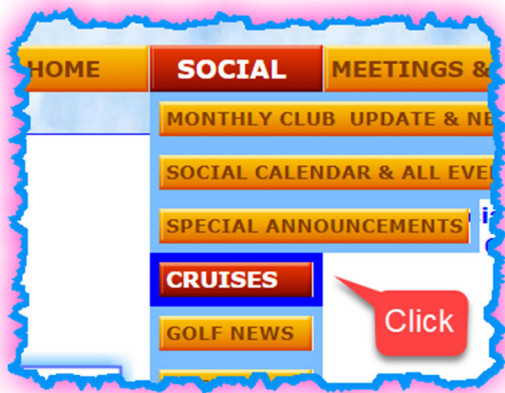 HOME SOCIAL MEETINGS &
MONTHLY CLUB UPDATE & NE
SOCIAL CALENDAR & ALL EVE
SPECIAL ANNOUNCEMENTS
CRUISES
Click
GOLF NEWS